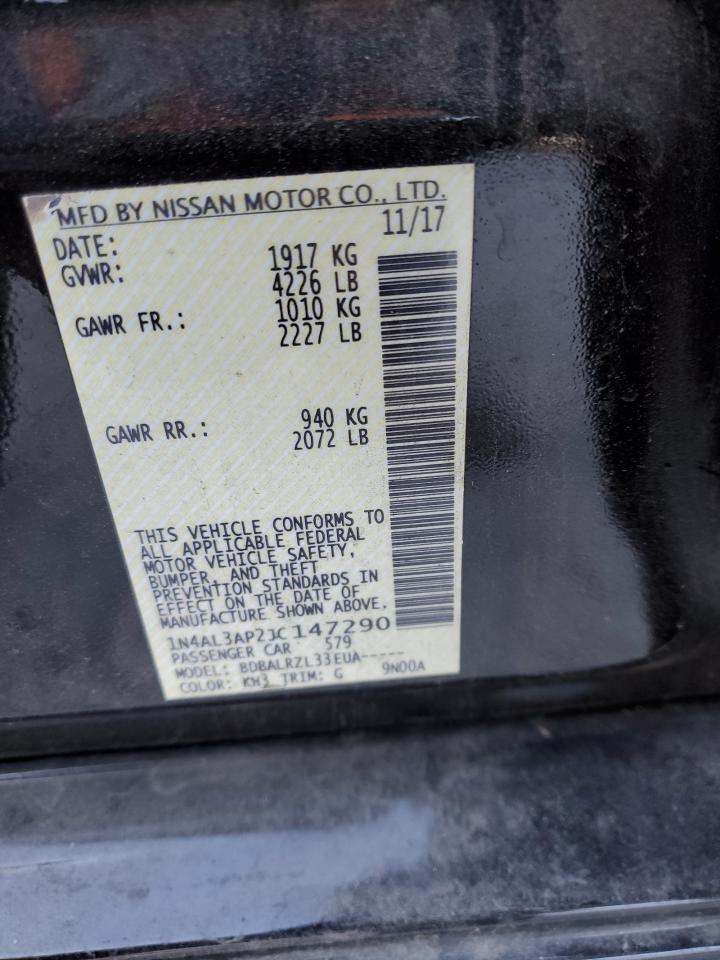 MFD BY NISSAN MOTOR CO., LTD.
DATE: 11/17
GVWR: 1917 KG
4226 LB
GAWR FR.: 1010 KG
2227 LB
GAWR RR.: 940 KG
2072 LB
THIS VEHICLE CONFORMS TO
ALL APPLICABLE FEDERAL
MOTOR VEHICLE SAFETY,
BUMPER, AND THEFT
PREVENTION STANDARDS IN
EFFECT ON THE DATE OF
MANUFACTURE SHOWN ABOVE.
1N4AL3AP2JC147290
PASSENGER CAR 579
MODEL: BDBALRZL33EUA-----
COLOR: KH3 TRIM: G 9N00A